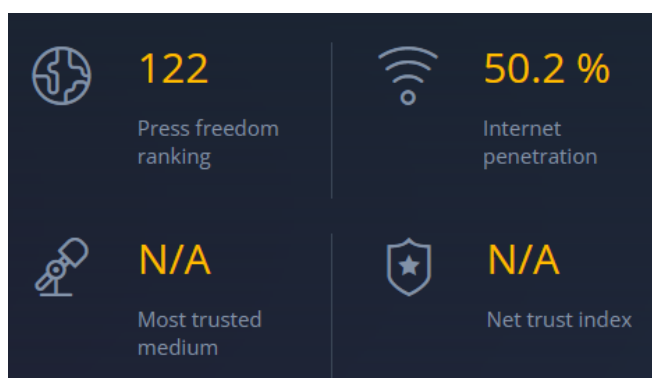 122
Press freedom
ranking
50.2 %
Internet
penetration
N/A
Most trusted
medium
N/A
Net trust index